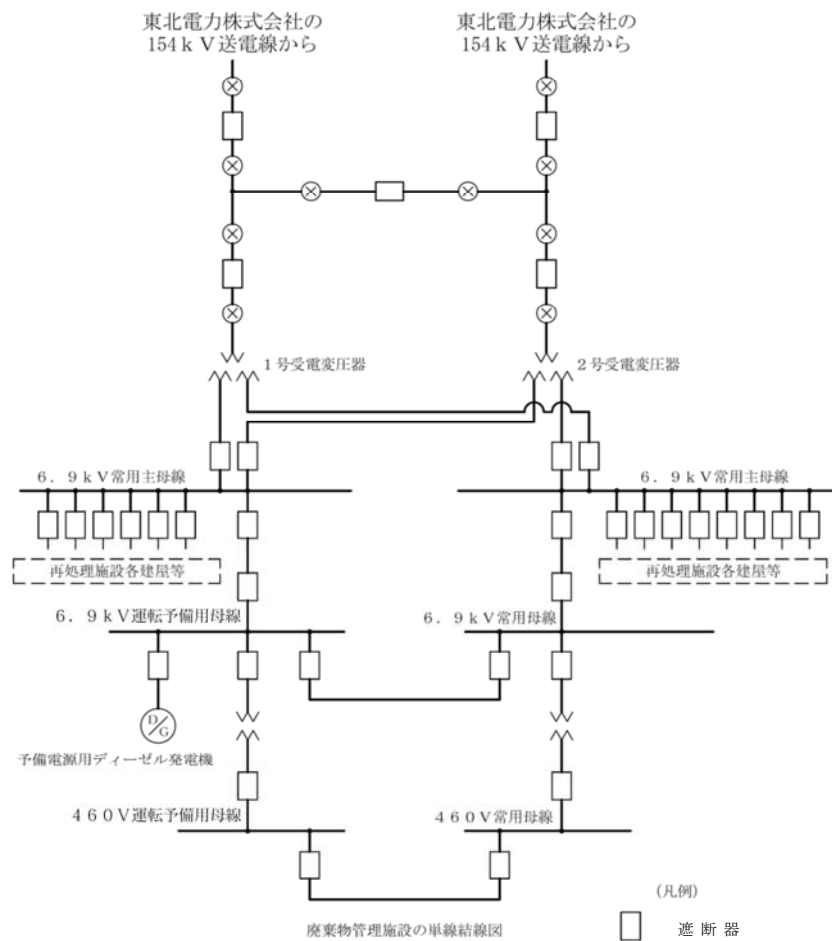 東北電力株式会社の
154ｋＶ送電線から
東北電力株式会社の
154ｋＶ送電線から
１号受電変圧器
２号受電変圧器
６．９ｋＶ常用主母線
６．９ｋＶ常用主母線
再処理施設各建屋等
再処理施設各建屋等
６．９ｋＶ運転予備用母線
６．９ｋＶ常用母線
D/G
予備電源用ディーゼル発電機
４６０Ｖ運転予備用母線
４６０Ｖ常用母線
(凡例)
廃棄物管理施設の単線結線図
遮断器